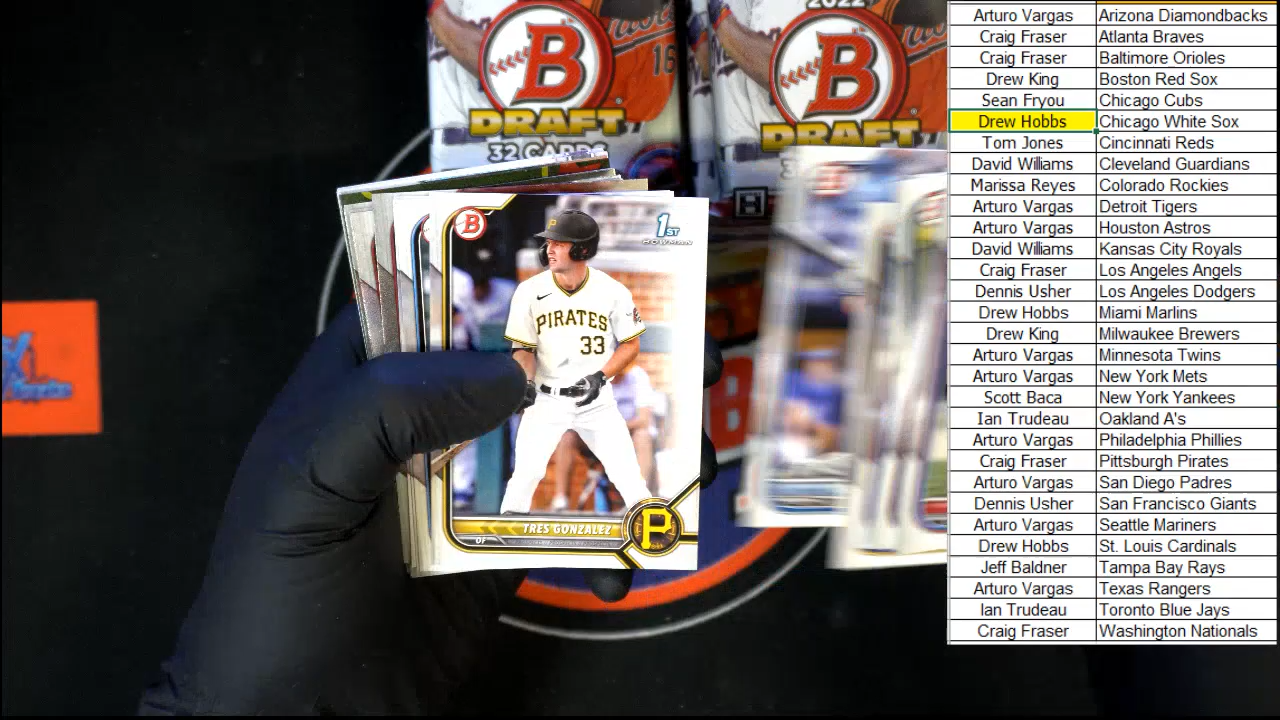 2022
B
DRAFT
32 CARDS
16
B
DRAFT
B
1ST
BOWMAN
P
PIRATES
33
TRES GONZALEZ
OF
P
Arturo Vargas Arizona Diamondbacks
Craig Fraser Atlanta Braves
Craig Fraser Baltimore Orioles
Drew King Boston Red Sox
Sean Fryou Chicago Cubs
Drew Hobbs Chicago White Sox
Tom Jones Cincinnati Reds
David Williams Cleveland Guardians
Marissa Reyes Colorado Rockies
Arturo Vargas Detroit Tigers
Arturo Vargas Houston Astros
David Williams Kansas City Royals
Craig Fraser Los Angeles Angels
Dennis Usher Los Angeles Dodgers
Drew Hobbs Miami Marlins
Drew King Milwaukee Brewers
Arturo Vargas Minnesota Twins
Arturo Vargas New York Mets
Scott Baca New York Yankees
Ian Trudeau Oakland A's
Arturo Vargas Philadelphia Phillies
Craig Fraser Pittsburgh Pirates
Arturo Vargas San Diego Padres
Dennis Usher San Francisco Giants
Arturo Vargas Seattle Mariners
Drew Hobbs St. Louis Cardinals
Jeff Baldner Tampa Bay Rays
Arturo Vargas Texas Rangers
Ian Trudeau Toronto Blue Jays
Craig Fraser Washington Nationals